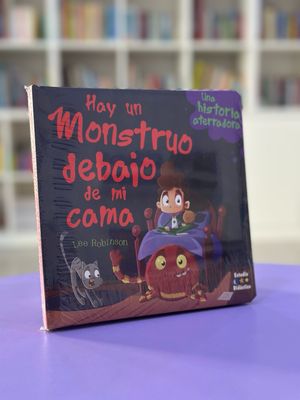 Hay un
Monstruo
debajo
de mi
cama
Lee Robinson
Una
historia
aterradora
Estudio
Didáctico